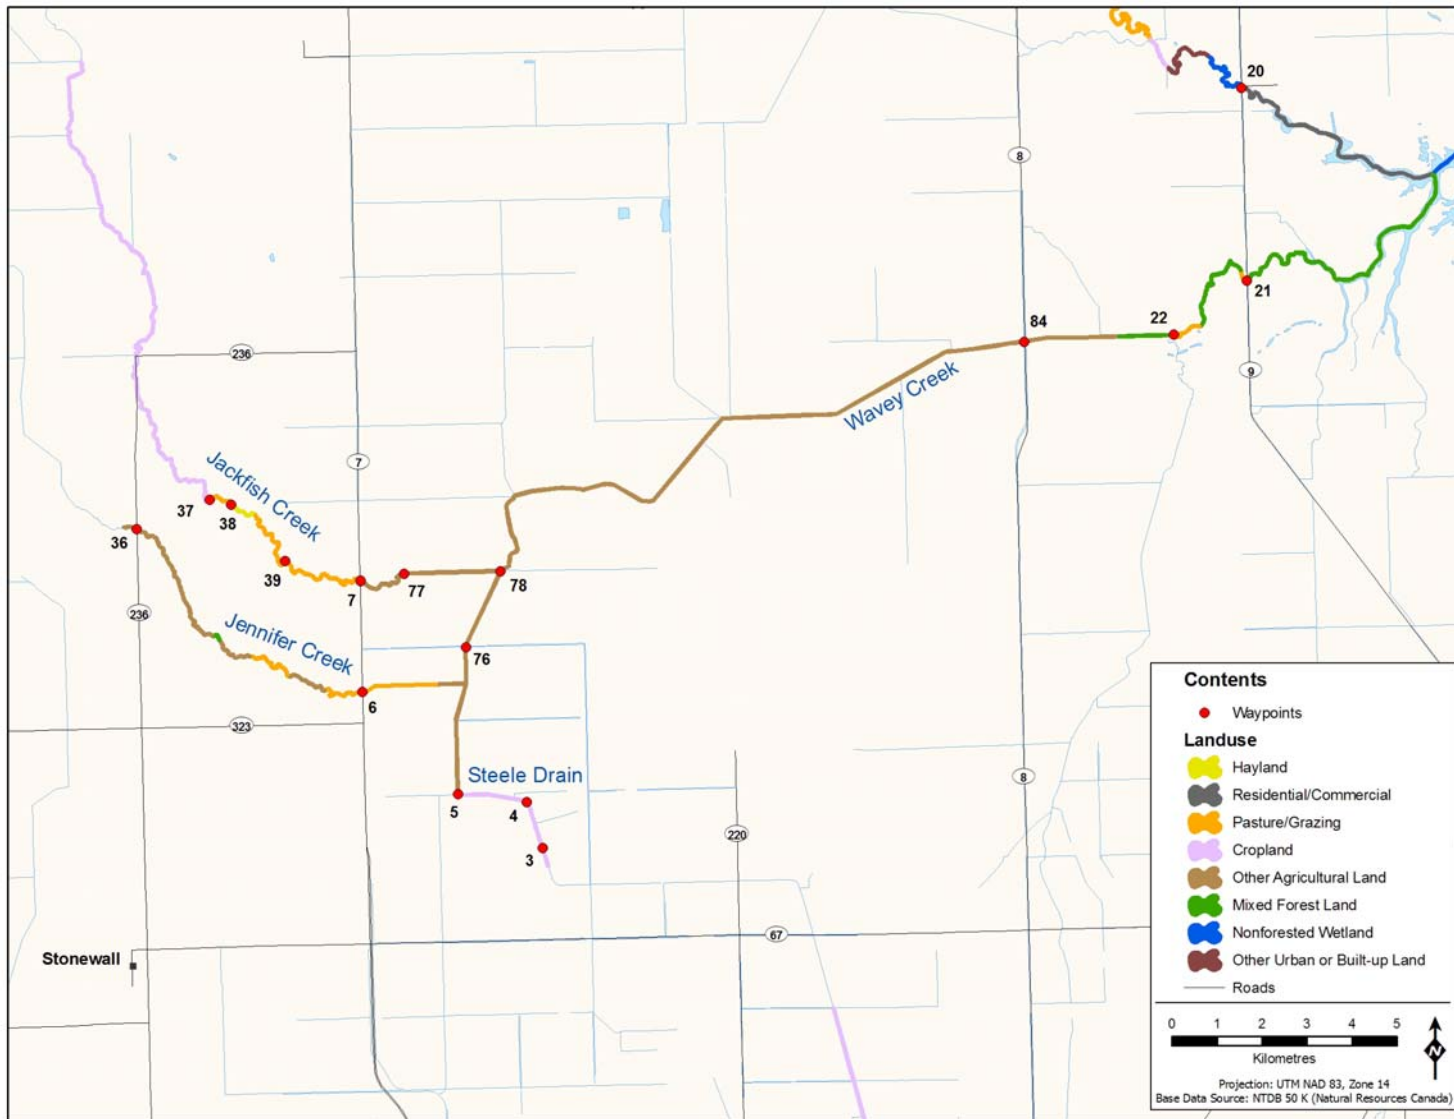 20
8
21
84
22
9
Wavey Creek
236
7
Jackfish Creek
37
38
36
39
7
77
78
236
Jennifer Creek
76
6
323
Steele Drain
5
4
8
3
220
67
Stonewall
Contents
Waypoints
Landuse
Hayland
Residential/Commercial
Pasture/Grazing
Cropland
Other Agricultural Land
Mixed Forest Land
Nonforested Wetland
Other Urban or Built-up Land
Roads
0 1 2 3 4 5
Kilometres
N
Projection: UTM NAD 83, Zone 14
Base Data Source: NTDB 50 K (Natural Resources Canada)